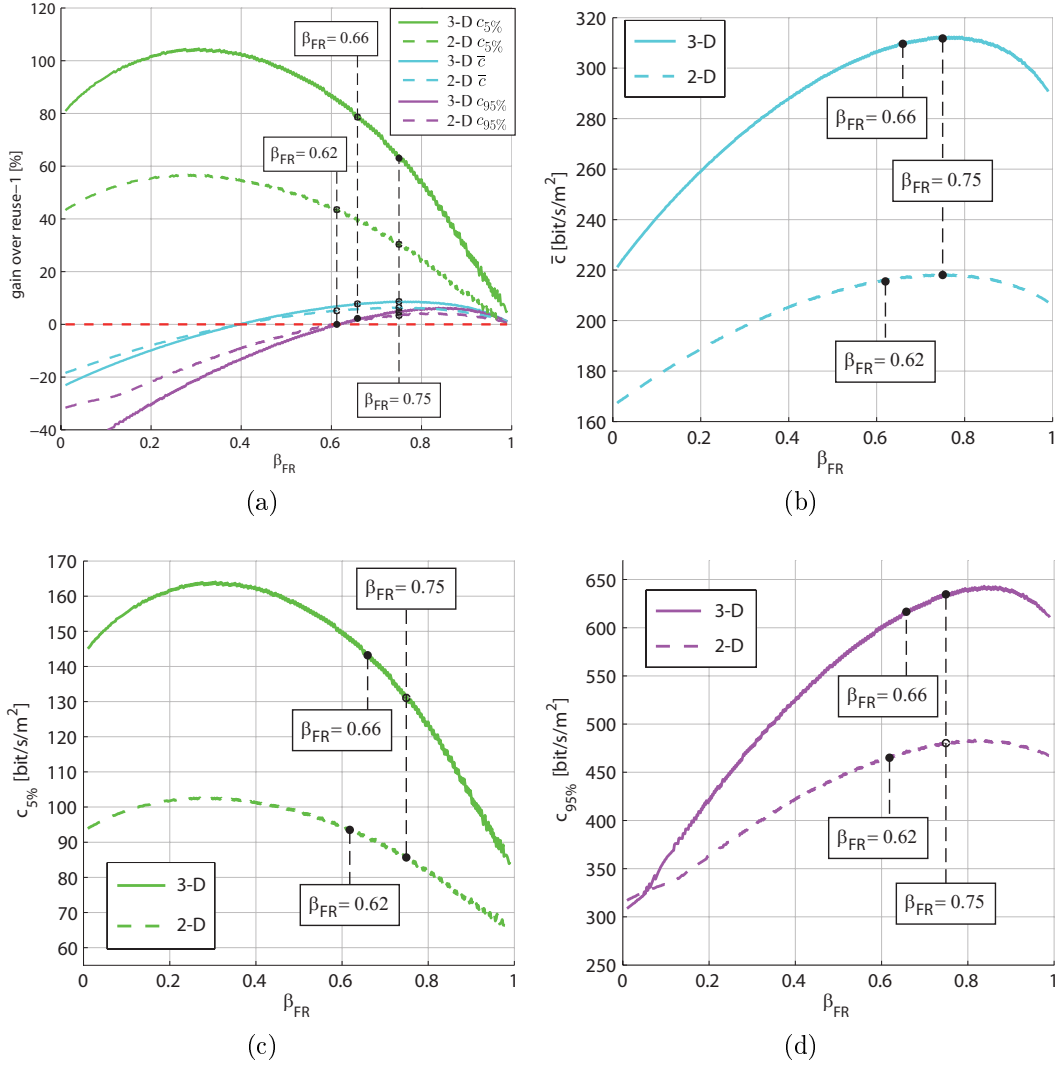 120
100
80
60
40
20
0
−20
−40
gain over reuse−1 [%]
0
0.2
0.4
0.6
0.8
1
β_FR
β_FR = 0.66
β_FR = 0.62
β_FR = 0.75
3-D c_5%
2-D c_5%
3-D c̅
2-D c̅
3-D c_95%
2-D c_95%
(a)
320
300
280
260
240
220
200
180
160
c̅ [bit/s/m²]
0
0.2
0.4
0.6
0.8
1
β_FR
3-D
2-D
β_FR = 0.66
β_FR = 0.75
β_FR = 0.62
(b)
170
160
150
140
130
120
110
100
90
80
70
60
c_5% [bit/s/m²]
0
0.2
0.4
0.6
0.8
1
β_FR
β_FR = 0.75
β_FR = 0.66
β_FR = 0.62
3-D
2-D
(c)
650
600
550
500
450
400
350
300
250
c_95% [bit/s/m²]
0
0.2
0.4
0.6
0.8
1
β_FR
3-D
2-D
β_FR = 0.66
β_FR = 0.62
β_FR = 0.75
(d)